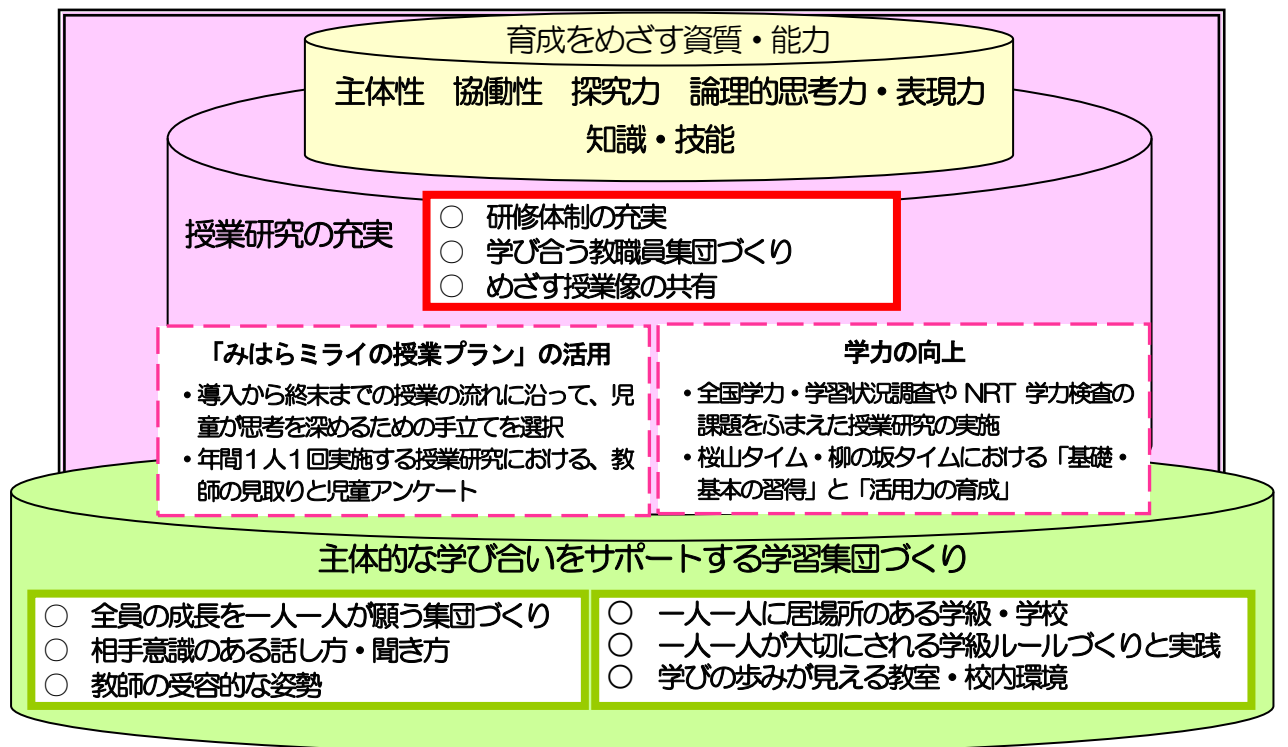 育成をめざす資質・能力
主体性　協働性　探究力　論理的思考力・表現力
知識・技能
授業研究の充実
○　研修体制の充実
○　学び合う教職員集団づくり
○　めざす授業像の共有
「みはらミライの授業プラン」の活用
・導入から終末までの授業の流れに沿って、児
童が思考を深めるための手立てを選択
・年間１人１回実施する授業研究における、教
師の見取りと児童アンケート
学力の向上
・全国学力・学習状況調査や NRT 学力検査の
課題をふまえた授業研究の実施
・桜山タイム・柳の坂タイムにおける「基礎・
基本の習得」と「活用力の育成」
主体的な学び合いをサポートする学習集団づくり
○　全員の成長を一人一人が願う集団づくり
○　相手意識のある話し方・聞き方
○　教師の受容的な姿勢
○　一人一人に居場所のある学級・学校
○　一人一人が大切にされる学級ルールづくりと実践
○　学びの歩みが見える教室・校内環境